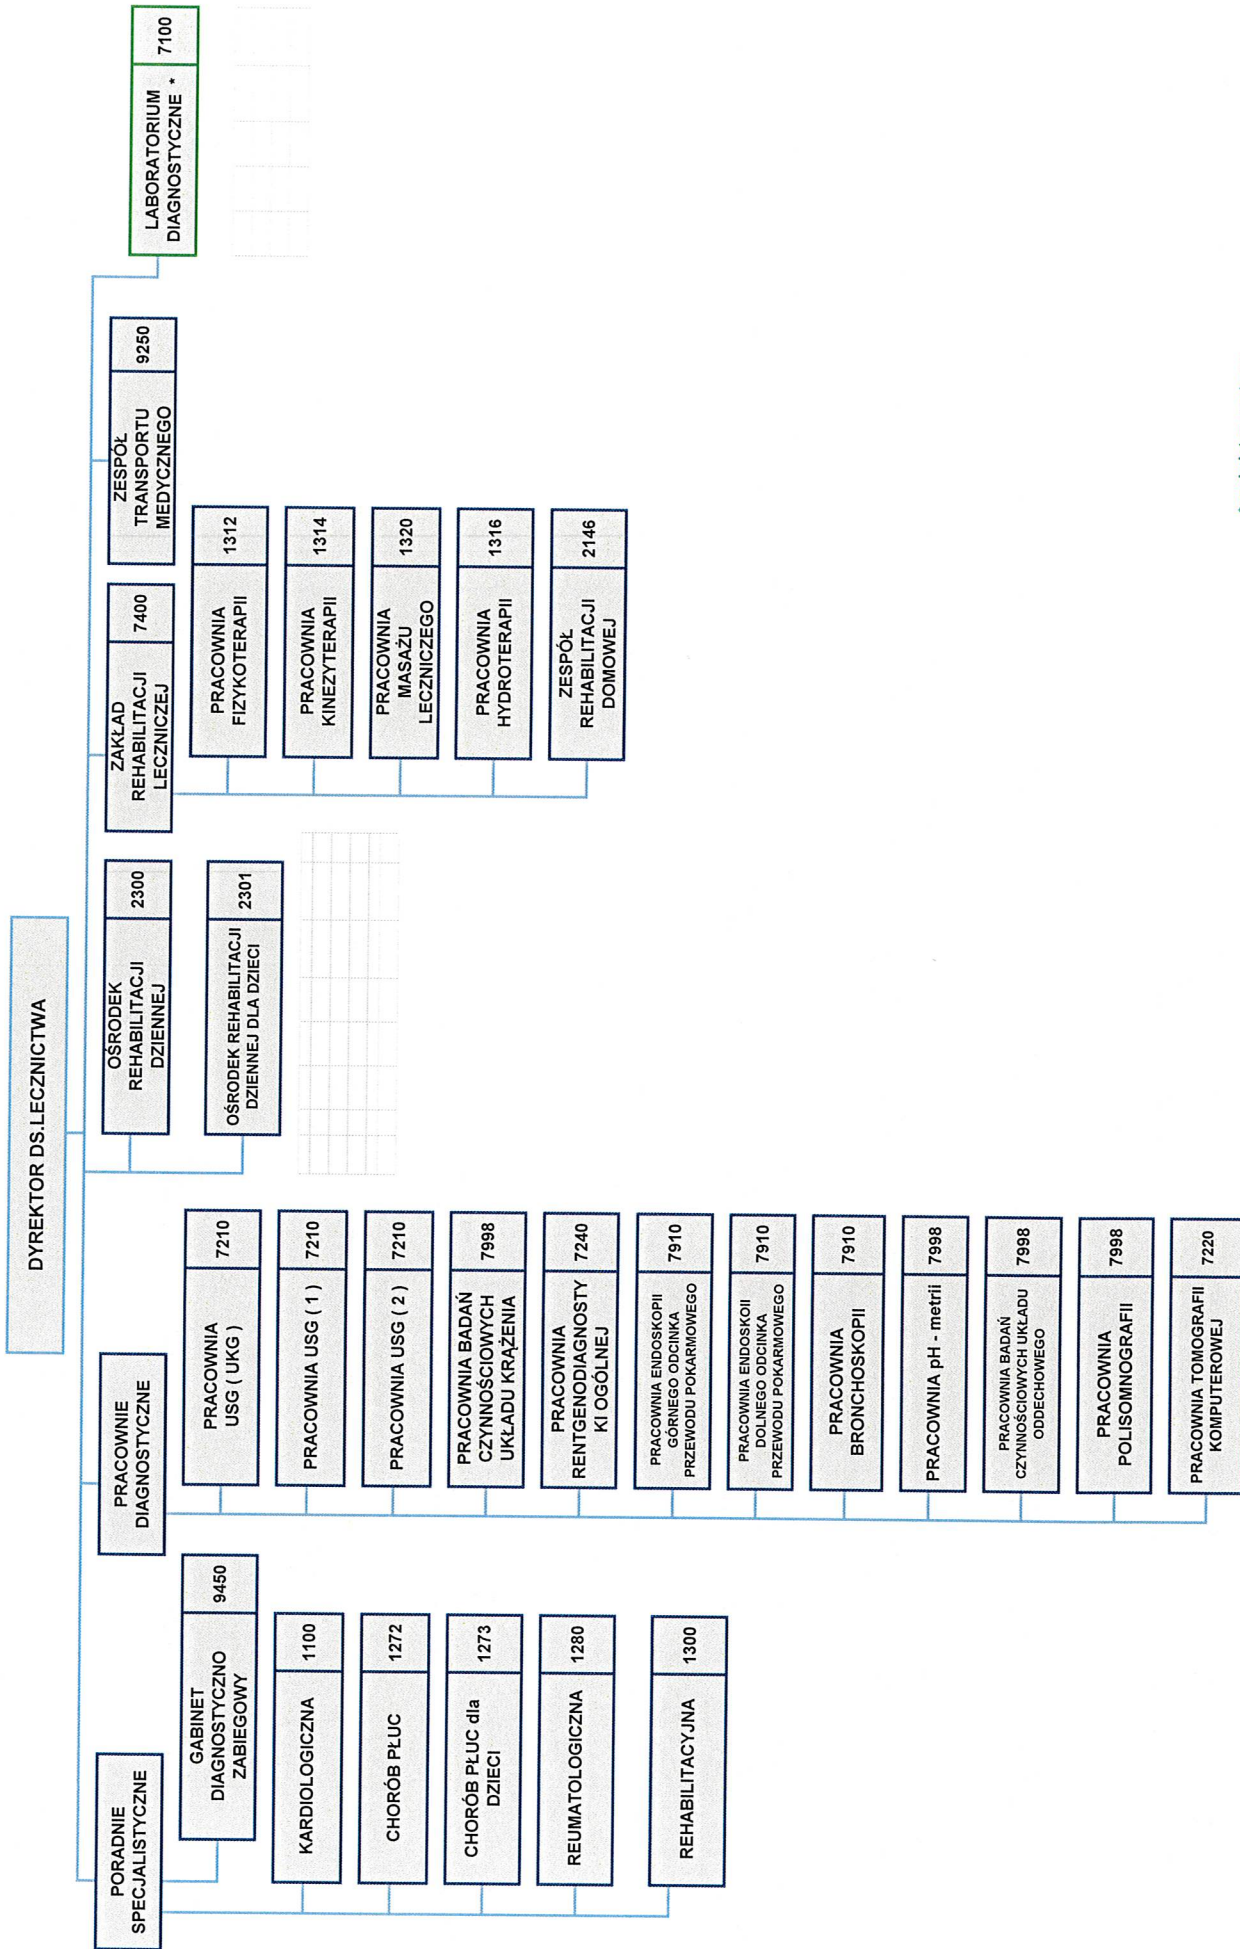 DYREKTOR DS.LECZNICTWA
PORADNIE
SPECJALISTYCZNE
GABINET
DIAGNOSTYCZNO
ZABIEGOWY
9450
KARDIOLOGICZNA
1100
CHORÓB PŁUC
1272
CHORÓB PŁUC dla
DZIECI
1273
REUMATOLOGICZNA
1280
REHABILITACYJNA
1300
PRACOWNIE
DIAGNOSTYCZNE
PRACOWNIA
USG ( UKG )
7210
PRACOWNIA USG ( 1 )
7210
PRACOWNIA USG ( 2 )
7210
PRACOWNIA BADAŃ
CZYNNOŚCIOWYCH
UKŁADU KRĄŻENIA
7998
PRACOWNIA
RENTGENODIAGNOSTY
KI OGÓLNEJ
7240
PRACOWNIA ENDOSKOPII
GÓRNEGO ODCINKA
PRZEWODU POKARMOWEGO
7910
PRACOWNIA ENDOSKOII
DOLNEGO ODCINKA
PRZEWODU POKARMOWEGO
7910
PRACOWNIA
BRONCHOSKOPII
7910
PRACOWNIA pH - metrii
7998
PRACOWNIA BADAŃ
CZYNNOŚCIOWYCH UKŁADU
ODDECHOWEGO
7998
PRACOWNIA
POLISOMNOGRAFII
7998
PRACOWNIA TOMOGRAFII
KOMPUTEROWEJ
7220
OŚRODEK
REHABILITACJI
DZIENNEJ
2300
OŚRODEK REHABILITACJI
DZIENNEJ DLA DZIECI
2301
ZAKŁAD
REHABILITACJI
LECZNICZEJ
7400
PRACOWNIA
FIZYKOTERAPII
1312
PRACOWNIA
KINEZYTERAPII
1314
PRACOWNIA
MASAŻU
LECZNICZEGO
1320
PRACOWNIA
HYDROTERAPII
1316
ZESPÓŁ
REHABILITACJI
DOMOWEJ
2146
ZESPÓŁ
TRANSPORTU
MEDYCZNEGO
9250
LABORATORIUM
DIAGNOSTYCZNE *
7100